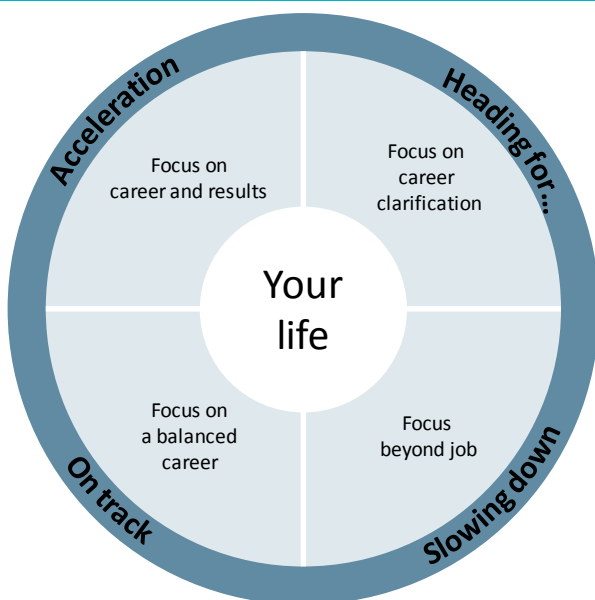 Acceleration
Heading for...
Focus on
career and results
Focus on
career
clarification
Your
life
Focus on
a balanced
career
Focus
beyond job
On track
Slowing down